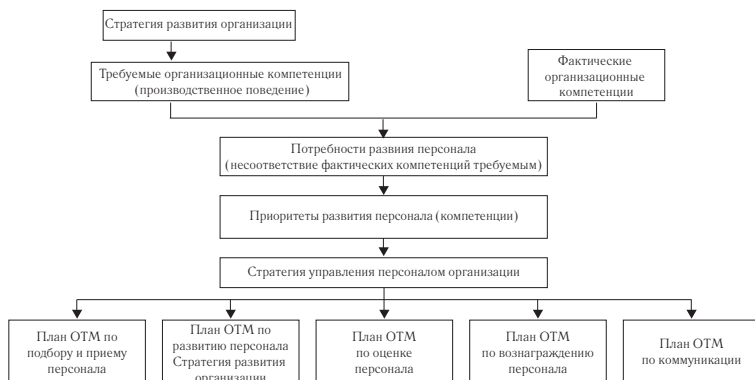 Стратегия развития организации
Требуемые организационные компетенции
(производственное поведение)
Фактические
организационные
компетенции
Потребности развиия персонала
(несоответствие фактических компетенций требуемым)
Приоритеты развития персонала (компетенции)
Стратегия управления персоналом организации
План ОТМ по
подбору и приему
персонала
План ОТМ по
развитию персонала
Стратегия развития
организации
План ОТМ
по оценке
персонала
План ОТМ
по вознаграждению
персонала
План ОТМ
по коммуникации